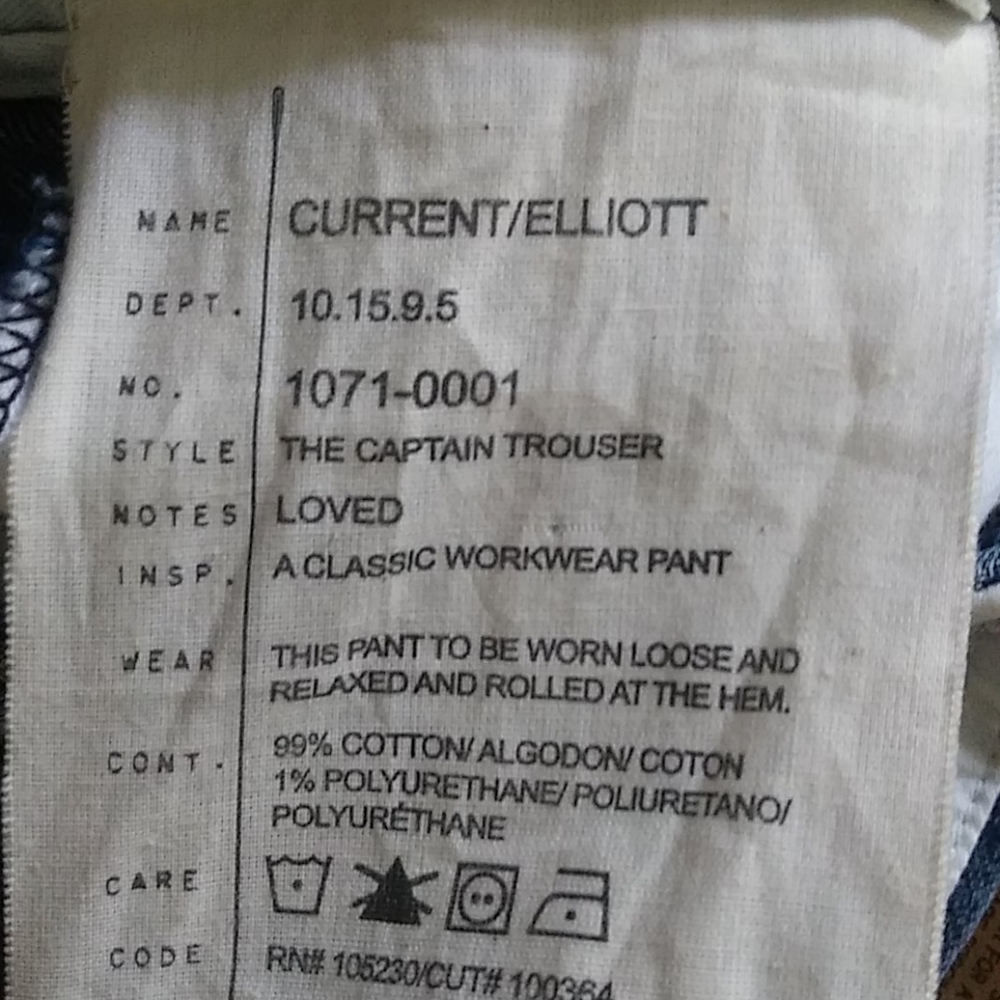 NAME CURRENT/ELLIOTT
DEPT. 10.15.9.5
NO. 1071-0001
STYLE THE CAPTAIN TROUSER
NOTES LOVED
INSP. A CLASSIC WORKWEAR PANT
WEAR THIS PANT TO BE WORN LOOSE AND
RELAXED AND ROLLED AT THE HEM.
CONT. 99% COTTON/ ALGODON/ COTON
1% POLYURETHANE/ POLIURETANO/
POLYURÉTHANE
CARE
CODE RN# 105230/CUT# 100364